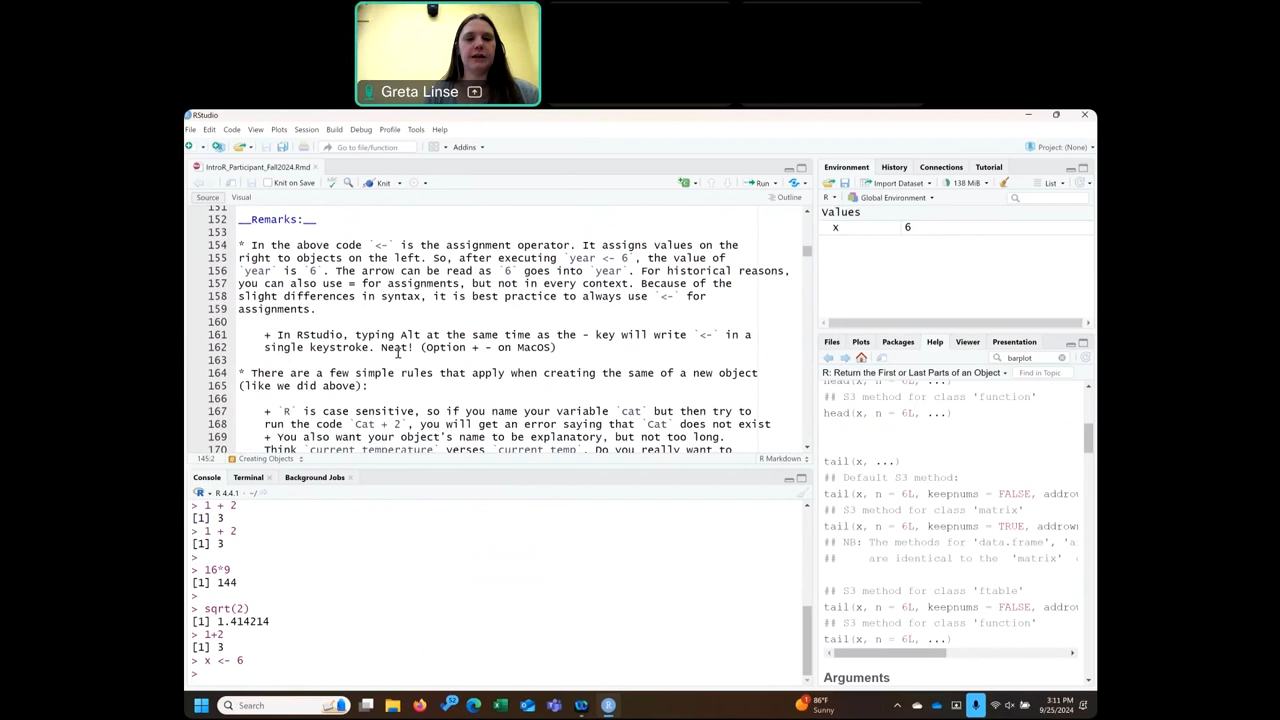 Greta Linse
RStudio
File Edit Code View Plots Session Build Debug Profile Tools Help
Go to file/function Addins Project: (None)
IntroR_Participant_Fall2024.Rmd
Knit on Save Knit Run
Source Visual Outline
151
152 __Remarks:__
153
154 * In the above code `<-` is the assignment operator. It assigns values on the
155 right to objects on the left. So, after executing `year <- 6`, the value of
156 `year` is `6`. The arrow can be read as `6` goes into `year`. For historical reasons,
157 you can also use = for assignments, but not in every context. Because of the
158 slight differences in syntax, it is best practice to always use `<-` for
159 assignments.
160
161 + In RStudio, typing Alt at the same time as the - key will write `<-` in a
162 single keystroke. Neat! (Option + - on MacOS)
163
164 * There are a few simple rules that apply when creating the same of a new object
165 (like we did above):
166
167 + `R` is case sensitive, so if you name your variable `cat` but then try to
168 run the code `Cat + 2`, you will get an error saying that `Cat` does not exist
169 + You also want your object's name to be explanatory, but not too long.
170 Think `current_temperature` verses `current_temp`. Do you really want to
145:2 Creating Objects R Markdown
Console Terminal Background Jobs
R 4.4.1 · ~/
> 1 + 2
[1] 3
> 1 + 2
[1] 3
>
> 16*9
[1] 144
>
> sqrt(2)
[1] 1.414214
> 1+2
[1] 3
> x <- 6
>
Environment History Connections Tutorial
Import Dataset 138 MiB List
R Global Environment
Values
x 6
Files Plots Packages Help Viewer Presentation
barplot
R: Return the First or Last Parts of an Object Find in Topic
## S3 method for class 'function'
head(x, n = 6L, ...)
tail(x, ...)
## Default S3 method:
tail(x, n = 6L, keepnums = FALSE, addrow
## S3 method for class 'matrix'
tail(x, n = 6L, keepnums = TRUE, addrown
## NB: The methods for 'data.frame', 'a
## are identical to the 'matrix'
## S3 method for class 'ftable'
tail(x, n = 6L, keepnums = FALSE, addrow
## S3 method for class 'function'
tail(x, n = 6L, ...)
Arguments
Search
86°F
Sunny
3:11 PM
9/25/2024